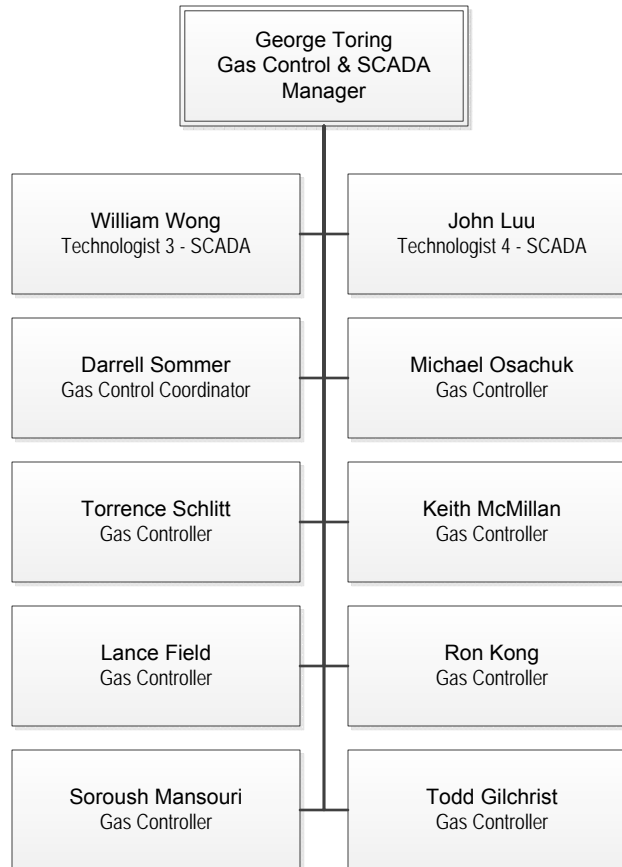 George Toring
Gas Control & SCADA
Manager
William Wong
Technologist 3 - SCADA
John Luu
Technologist 4 - SCADA
Darrell Sommer
Gas Control Coordinator
Michael Osachuk
Gas Controller
Torrence Schlitt
Gas Controller
Keith McMillan
Gas Controller
Lance Field
Gas Controller
Ron Kong
Gas Controller
Soroush Mansouri
Gas Controller
Todd Gilchrist
Gas Controller